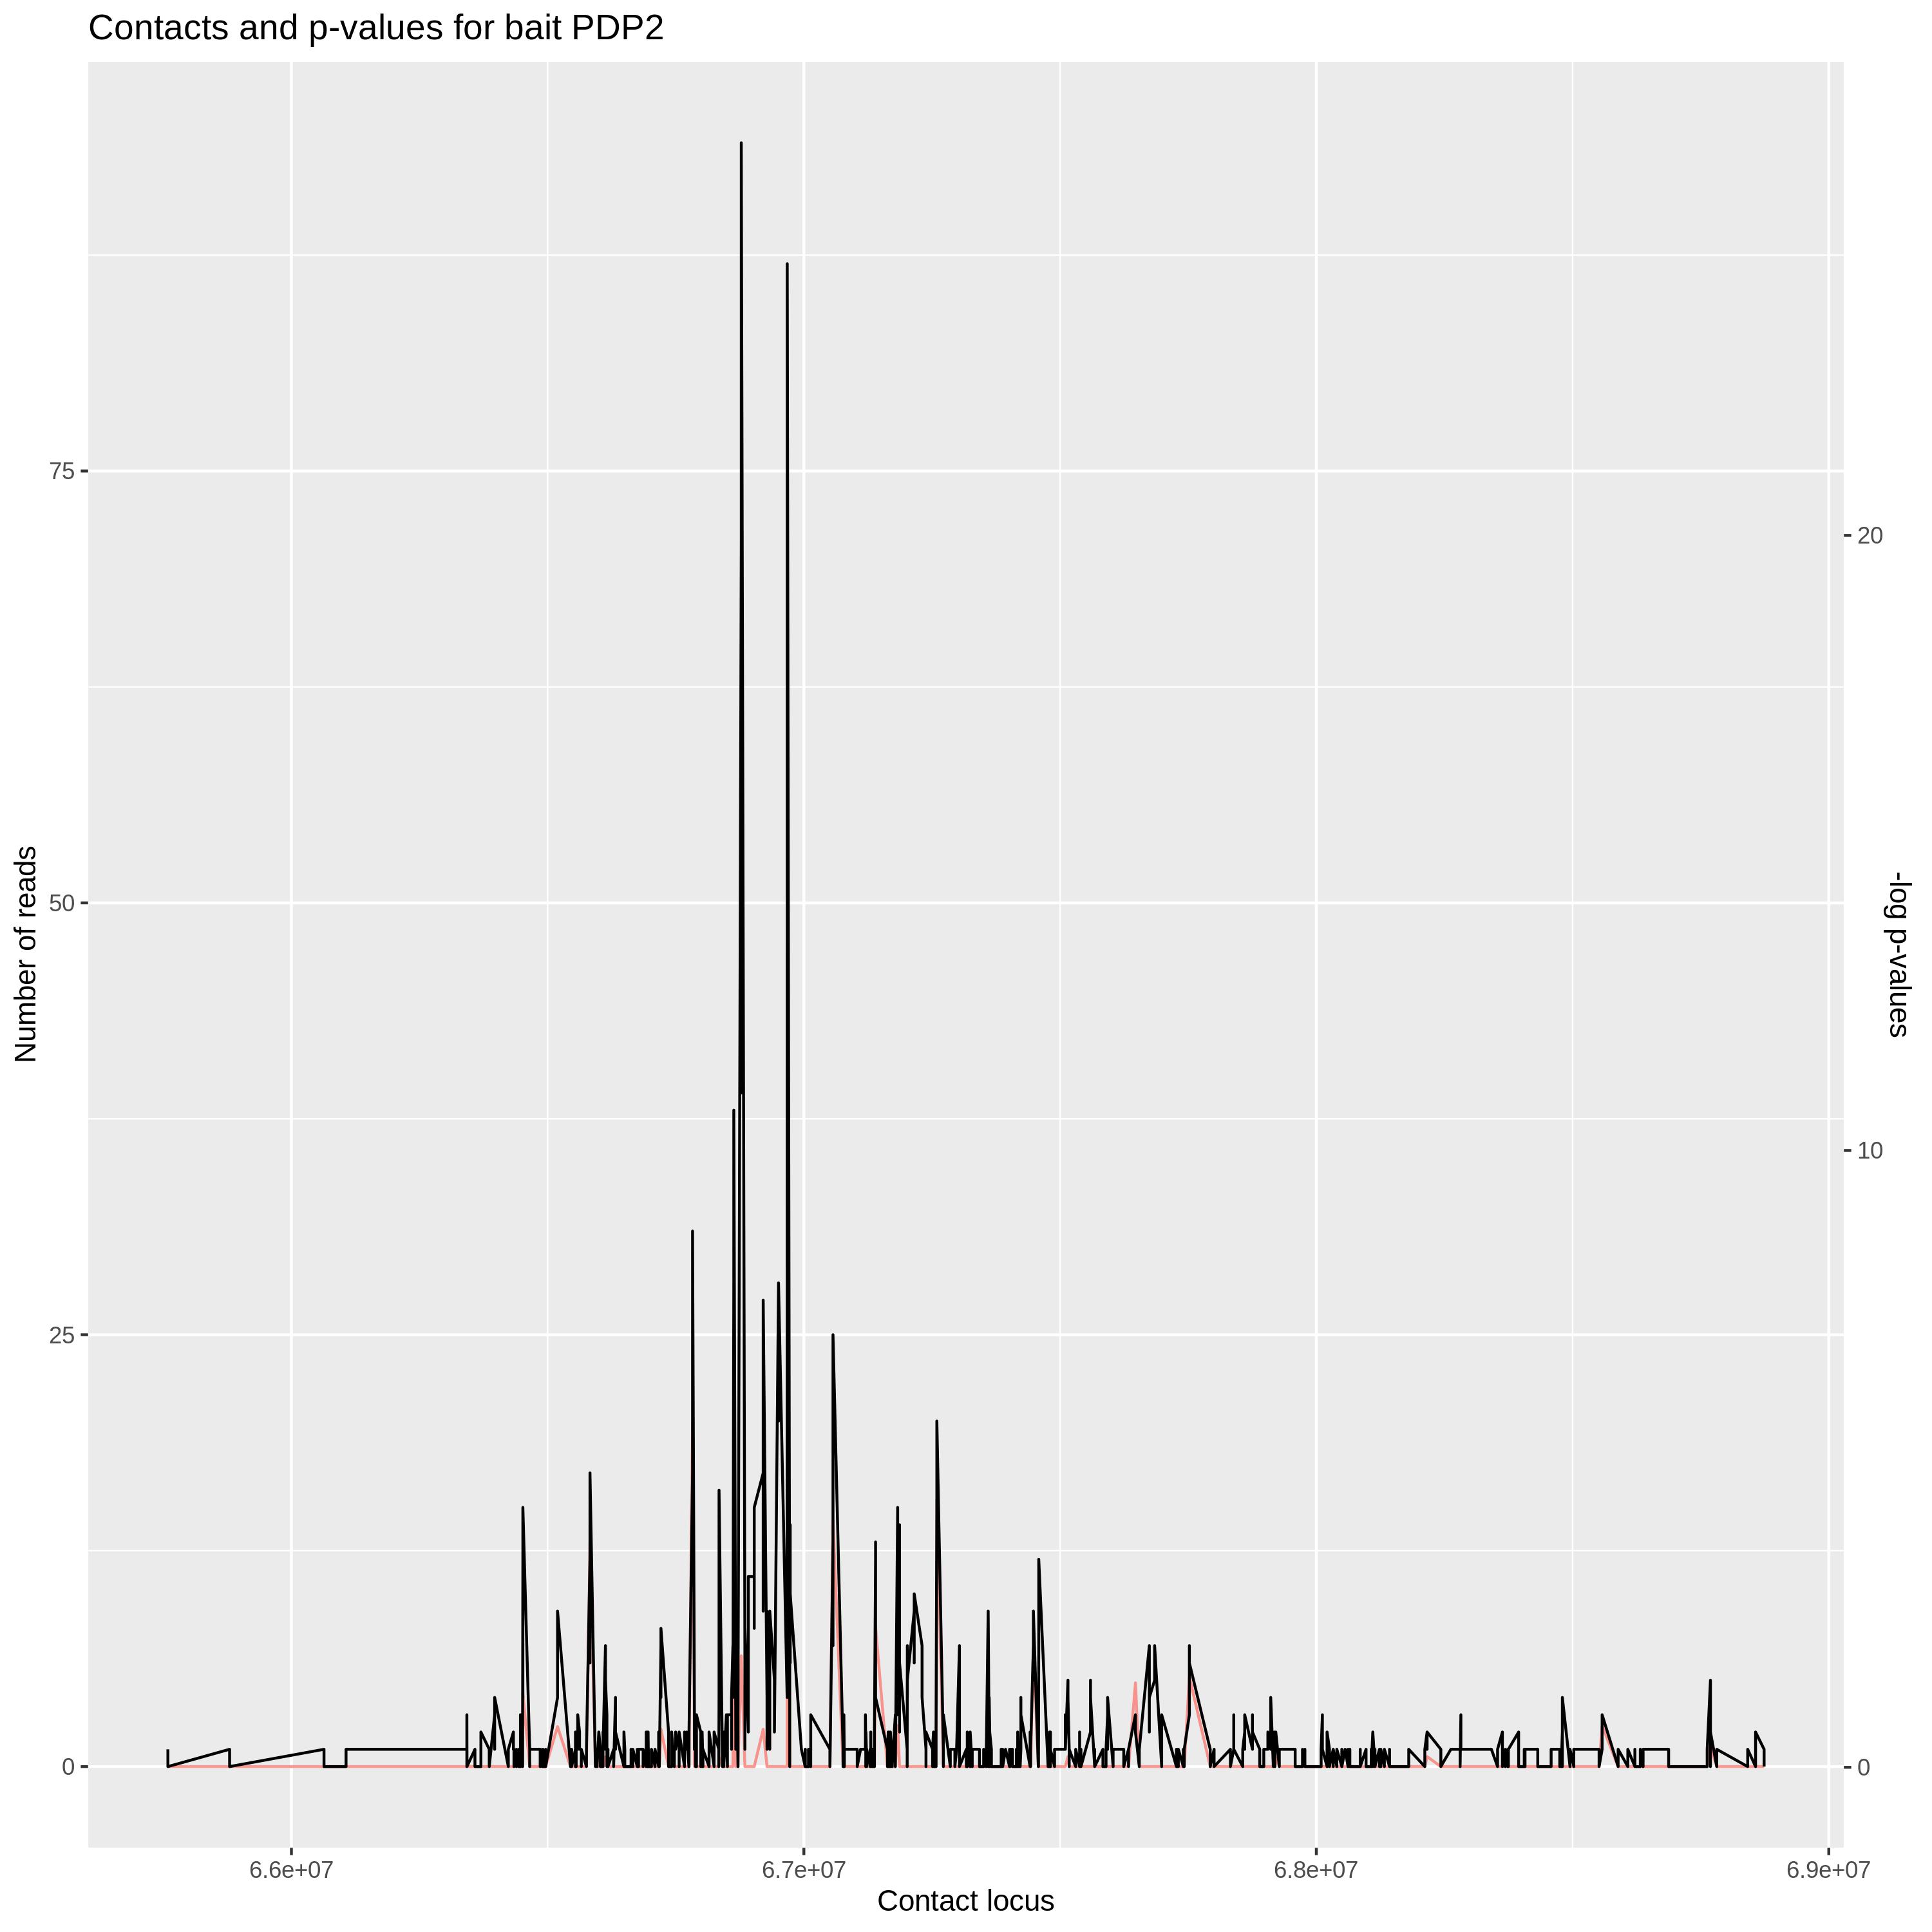 Contacts and p-values for bait PDP2
75
50
25
0
Number of reads
20
10
0
-log p-values
6.6e+07
6.7e+07
6.8e+07
6.9e+07
Contact locus